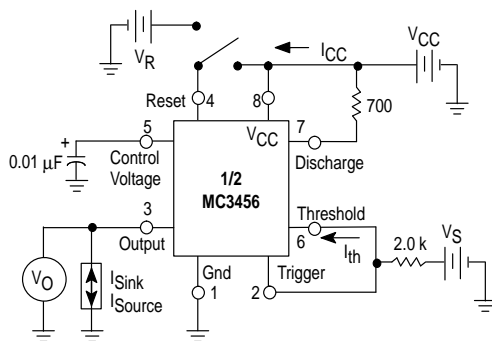 V_R
I_CC
V_CC
Reset
4
8
700
5
V_CC
7
+
0.01 μF
Control
Voltage
Discharge
1/2
MC3456
3
Output
Threshold
6
I_th
2.0 k
V_S
V_O
I_Sink
I_Source
Gnd
1
Trigger
2